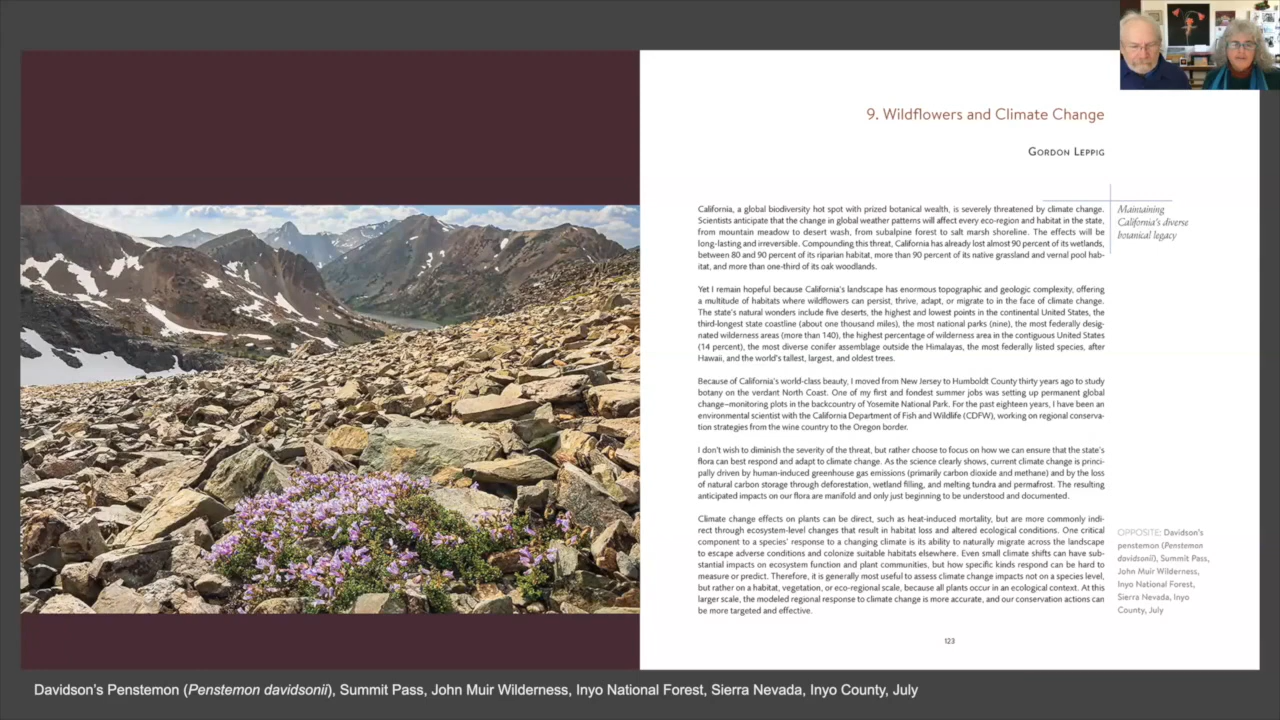 9. Wildflowers and Climate Change
Gordon Leppig
California, a global biodiversity hot spot with prized botanical wealth, is severely threatened by climate change.
Scientists anticipate that the change in global weather patterns will affect every eco-region and habitat in the state,
from mountain meadow to desert wash, from subalpine forest to salt marsh shoreline. The effects will be
long-lasting and irreversible. Compounding this threat, California has already lost almost 90 percent of its wetlands,
between 80 and 90 percent of its riparian habitat, more than 90 percent of its native grassland and vernal pool hab-
itat, and more than one-third of its oak woodlands.
Maintaining
California's diverse
botanical legacy
Yet I remain hopeful because California's landscape has enormous topographic and geologic complexity, offering
a multitude of habitats where wildflowers can persist, thrive, adapt, or migrate to in the face of climate change.
The state's natural wonders include five deserts, the highest and lowest points in the continental United States, the
third-longest state coastline (about one thousand miles), the most national parks (nine), the most federally desig-
nated wilderness areas (more than 140), the highest percentage of wilderness area in the contiguous United States
(14 percent), the most diverse conifer assemblage outside the Himalayas, the most federally listed species, after
Hawaii, and the world's tallest, largest, and oldest trees.
Because of California's world-class beauty, I moved from New Jersey to Humboldt County thirty years ago to study
botany on the verdant North Coast. One of my first and fondest summer jobs was setting up permanent global
change–monitoring plots in the backcountry of Yosemite National Park. For the past eighteen years, I have been an
environmental scientist with the California Department of Fish and Wildlife (CDFW), working on regional conserva-
tion strategies from the wine country to the Oregon border.
I don't wish to diminish the severity of the threat, but rather choose to focus on how we can ensure that the state's
flora can best respond and adapt to climate change. As the science clearly shows, current climate change is princi-
pally driven by human-induced greenhouse gas emissions (primarily carbon dioxide and methane) and by the loss
of natural carbon storage through deforestation, wetland filling, and melting tundra and permafrost. The resulting
anticipated impacts on our flora are manifold and only just beginning to be understood and documented.
Climate change effects on plants can be direct, such as heat-induced mortality, but are more commonly indi-
rect through ecosystem-level changes that result in habitat loss and altered ecological conditions. One critical
component to a species' response to a changing climate is its ability to naturally migrate across the landscape
to escape adverse conditions and colonize suitable habitats elsewhere. Even small climate shifts can have sub-
stantial impacts on ecosystem function and plant communities, but how specific kinds respond can be hard to
measure or predict. Therefore, it is generally most useful to assess climate change impacts not on a species level,
but rather on a habitat, vegetation, or eco-regional scale, because all plants occur in an ecological context. At this
larger scale, the modeled regional response to climate change is more accurate, and our conservation actions can
be more targeted and effective.
OPPOSITE: Davidson's
penstemon (Penstemon
davidsonii), Summit Pass,
John Muir Wilderness,
Inyo National Forest,
Sierra Nevada, Inyo
County, July
123
Davidson's Penstemon (Penstemon davidsonii), Summit Pass, John Muir Wilderness, Inyo National Forest, Sierra Nevada, Inyo County, July